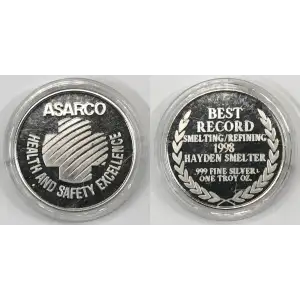 ASARCO
HEALTH AND SAFETY EXCELLENCE
BEST
RECORD
SMELTING/REFINING
1998
HAYDEN SMELTER
.999 FINE SILVER
ONE TROY OZ.